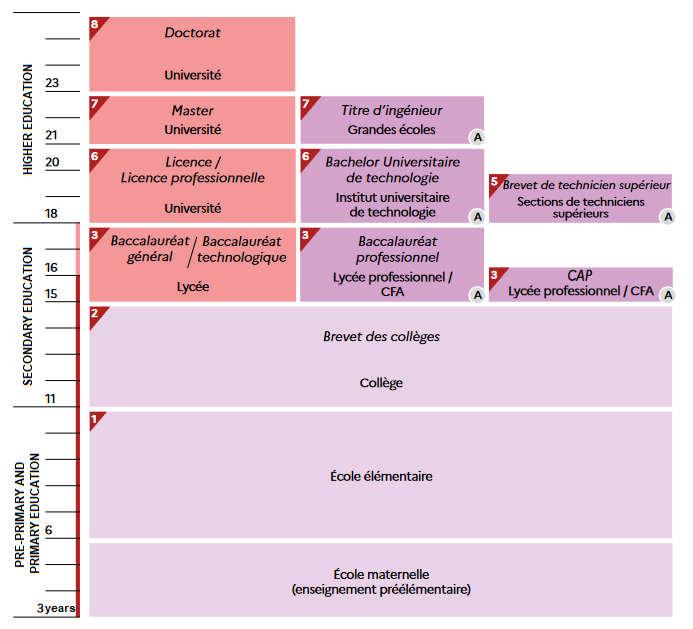 HIGHER EDUCATION
SECONDARY EDUCATION
PRE-PRIMARY AND
PRIMARY EDUCATION
23
21
20
18
16
15
11
6
3 years
8
Doctorat
Université
7
Master
Université
7
Titre d'ingénieur
Grandes écoles
A
6
Licence /
Licence professionnelle
Université
6
Bachelor Universitaire
de technologie
Institut universitaire
de technologie
A
5
Brevet de technicien supérieur
Sections de techniciens
supérieurs
A
3
Baccalauréat / Baccalauréat
général technologique
Lycée
3
Baccalauréat
professionnel
Lycée professionnel /
CFA
A
3
CAP
Lycée professionnel / CFA
A
2
Brevet des collèges
Collège
1
École élémentaire
École maternelle
(enseignement préélémentaire)